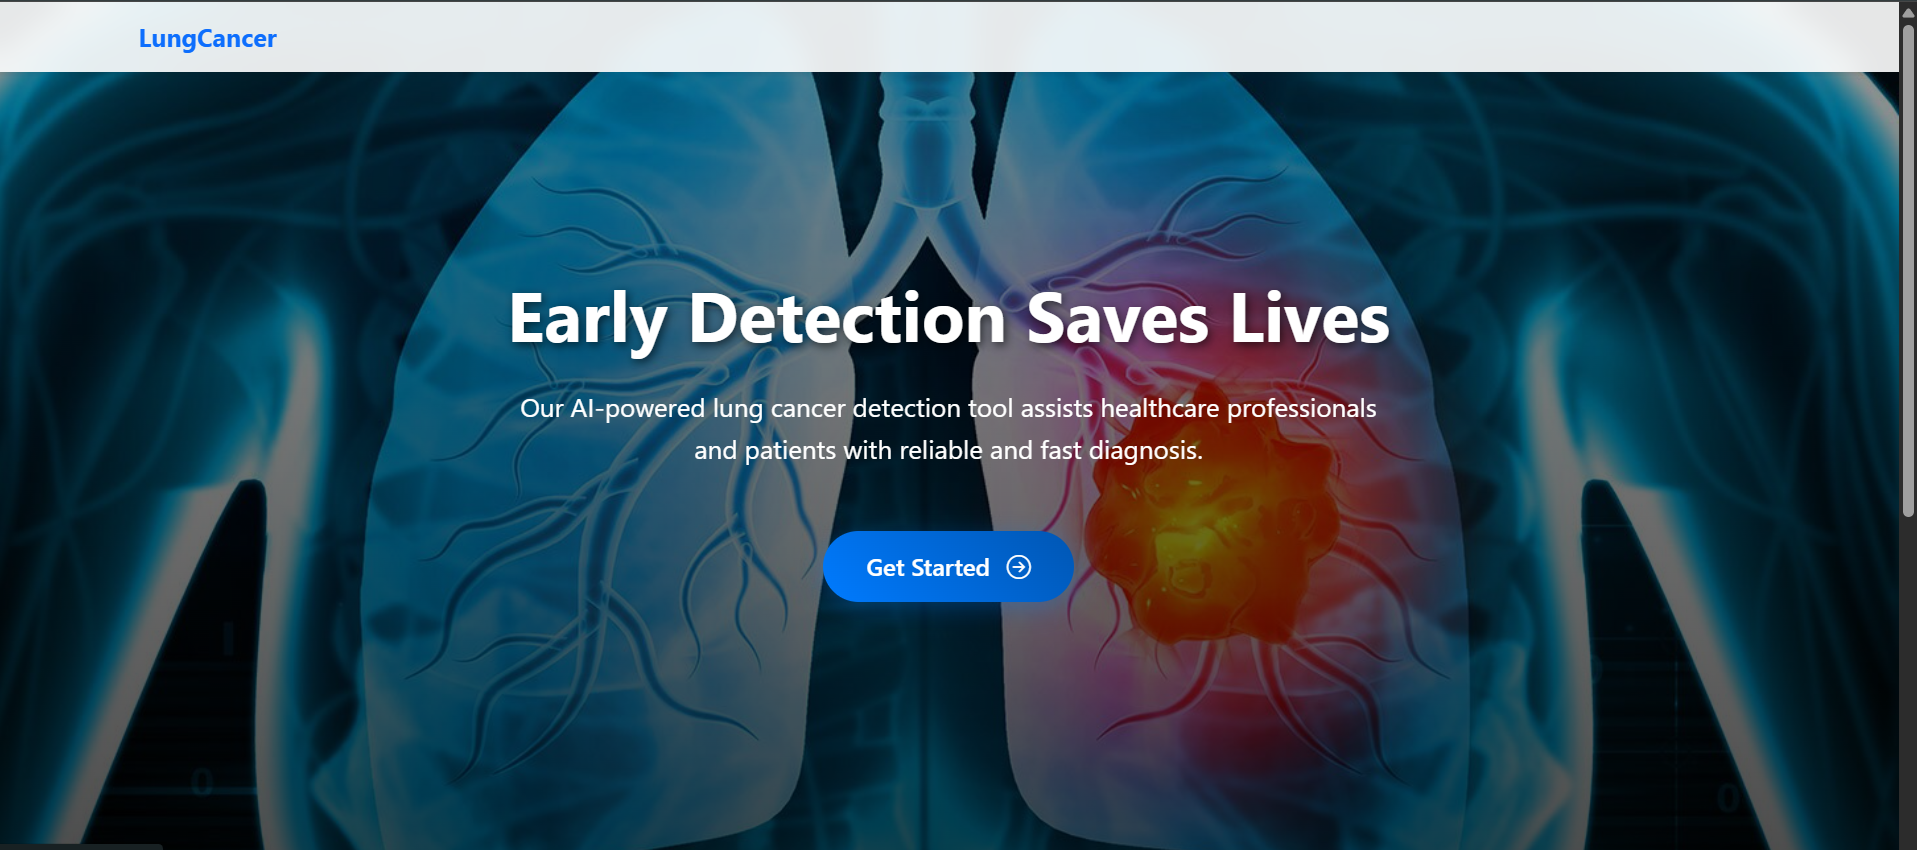 LungCancer
Early Detection Saves Lives
Our AI-powered lung cancer detection tool assists healthcare professionals
and patients with reliable and fast diagnosis.
Get Started